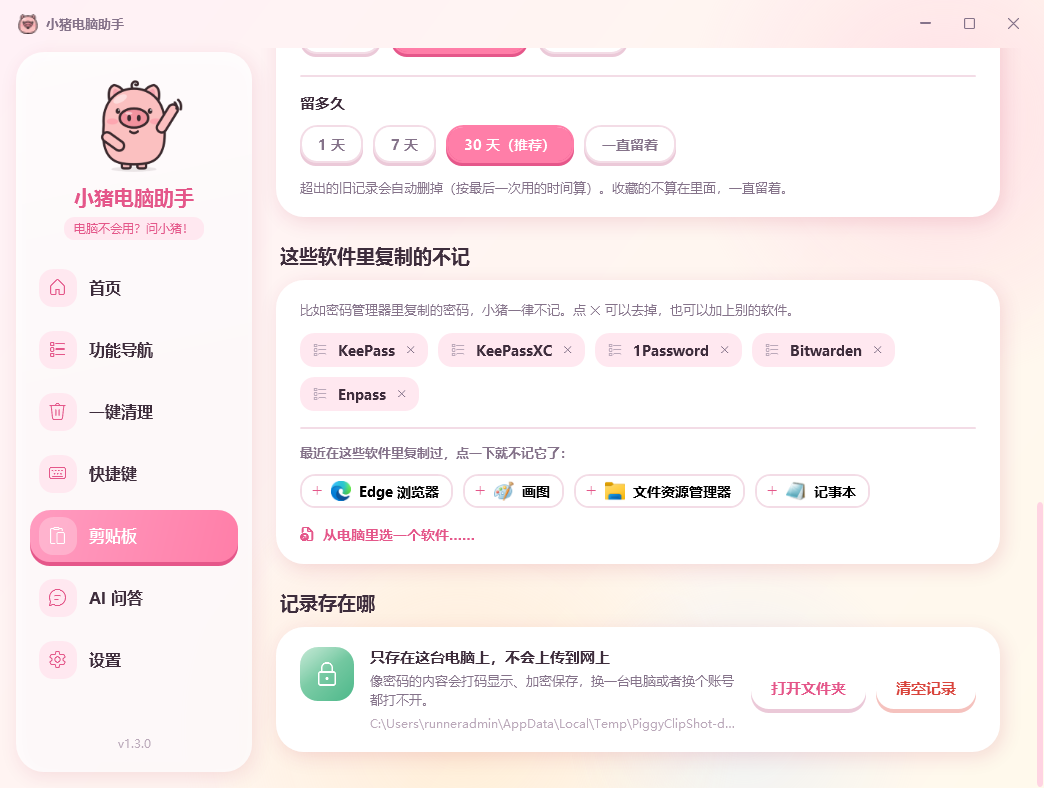 小猪电脑助手
小猪电脑助手
电脑不会用？问小猪！
首页
功能导航
一键清理
快捷键
剪贴板
AI 问答
设置
v1.3.0
留多久
1 天
7 天
30 天（推荐）
一直留着
超出的旧记录会自动删掉（按最后一次用的时间算）。收藏的不算在里面，一直留着。
这些软件里复制的不记
比如密码管理器里复制的密码，小猪一律不记。点 × 可以去掉，也可以加上别的软件。
KeePass ×
KeePassXC ×
1Password ×
Bitwarden ×
Enpass ×
最近在这些软件里复制过，点一下就不记它了：
+ Edge 浏览器
+ 画图
+ 文件资源管理器
+ 记事本
从电脑里选一个软件……
记录存在哪
只存在这台电脑上，不会上传到网上
像密码的内容会打码显示、加密保存，换一台电脑或者换个账号
都打不开。
C:\Users\runneradmin\AppData\Local\Temp\PiggyClipShot-d...
打开文件夹
清空记录